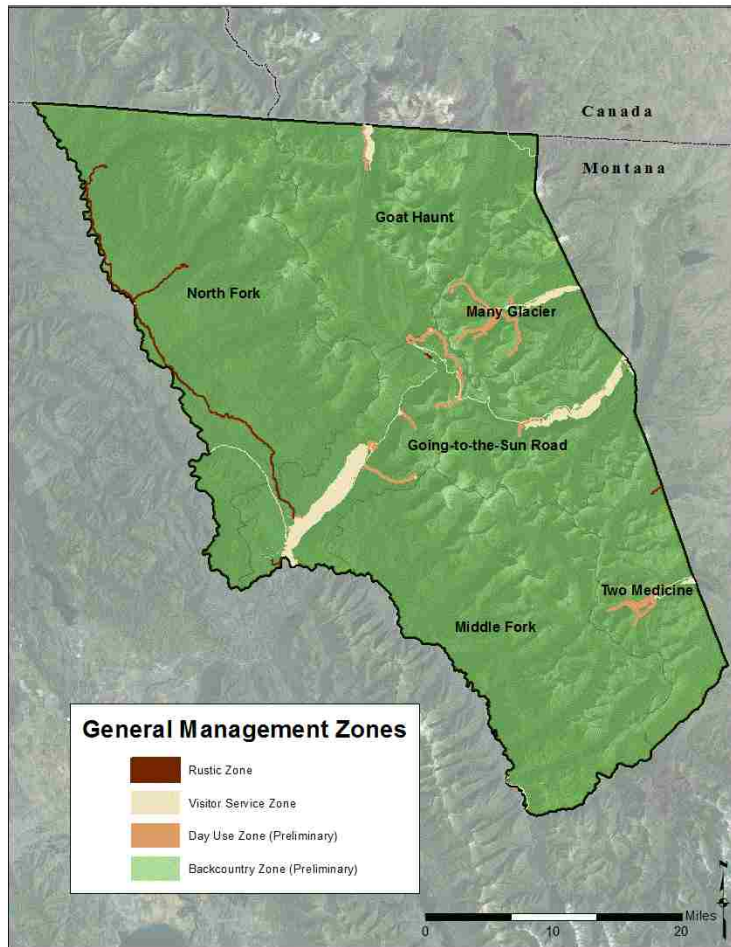 Canada
Montana
Goat Haunt
North Fork
Many Glacier
Going-to-the-Sun Road
Two Medicine
Middle Fork
General Management Zones
Rustic Zone
Visitor Service Zone
Day Use Zone (Preliminary)
Backcountry Zone (Preliminary)
N
Miles
0 10 20